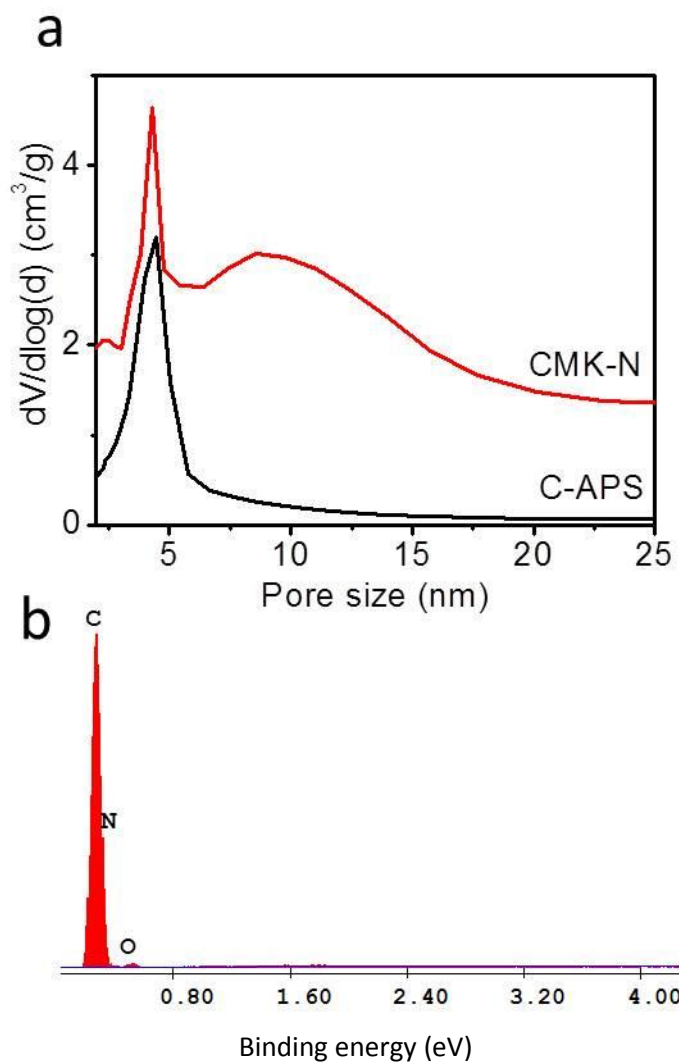 a
dV/dlog(d) (cm³/g)
4
2
0
CMK-N
C-APS
5 10 15 20 25
Pore size (nm)
b
C
N
O
0.80 1.60 2.40 3.20 4.00
Binding energy (eV)